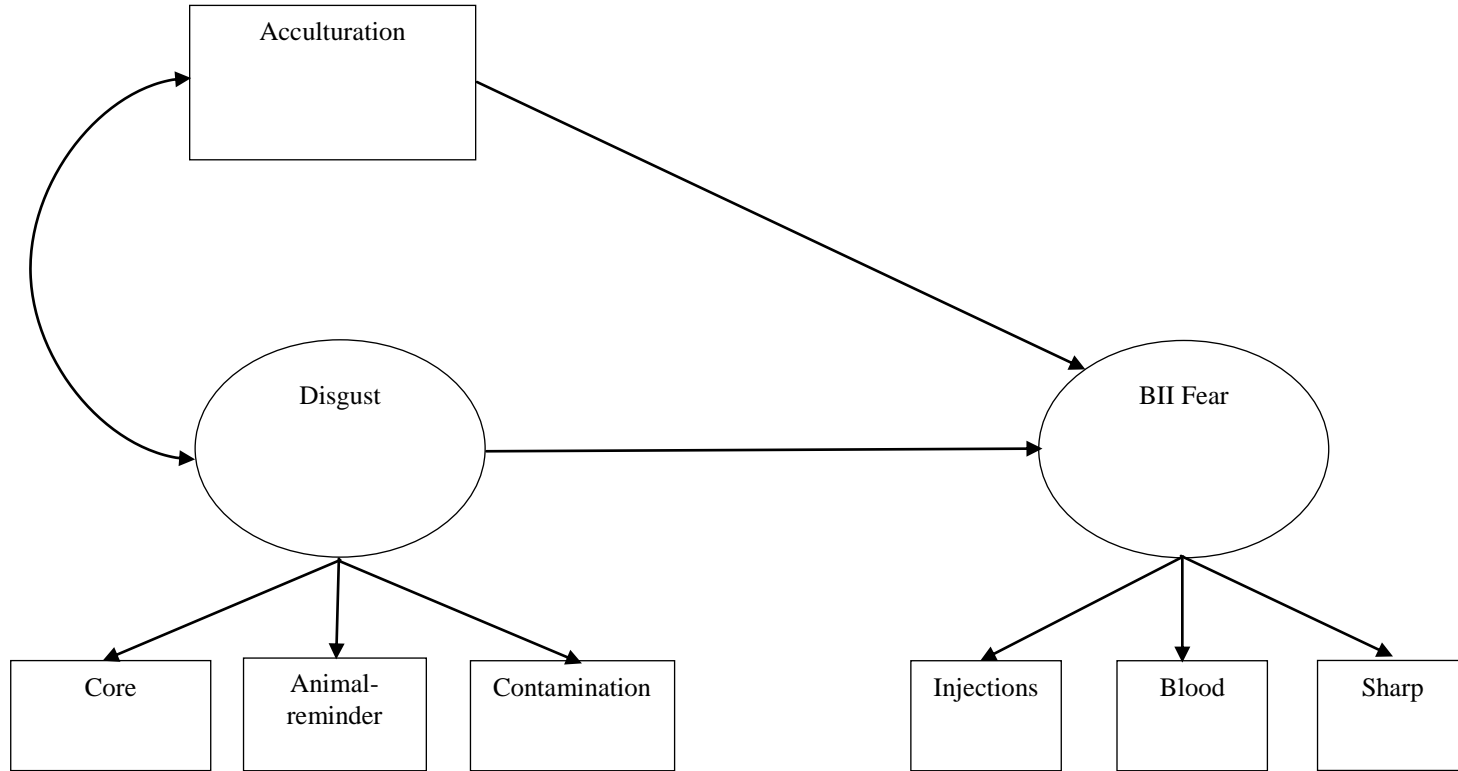 Acculturation
Disgust
BII Fear
Core
Animal-
reminder
Contamination
Injections
Blood
Sharp